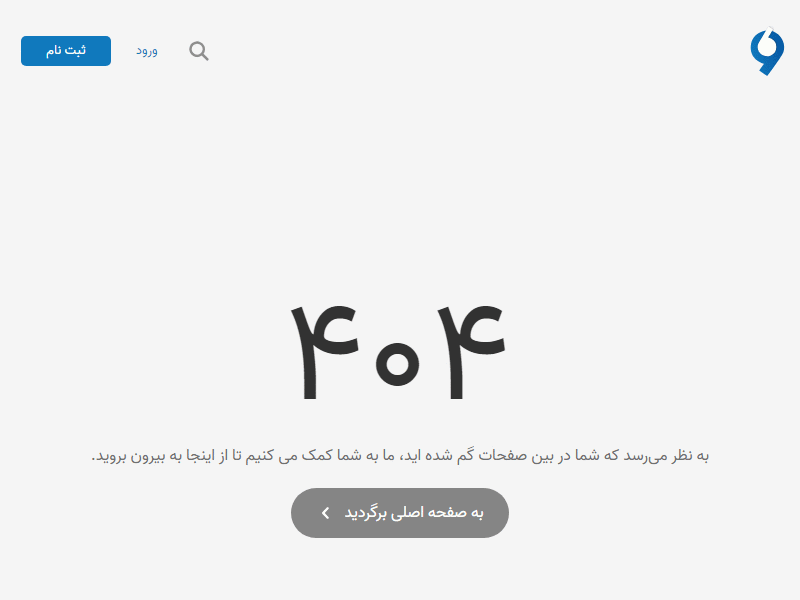 ورود
ثبت نام
۴۰۴
به نظر می‌رسد که شما در بین صفحات گم شده اید، ما به شما کمک می کنیم تا از اینجا به بیرون بروید.
به صفحه اصلی برگردید